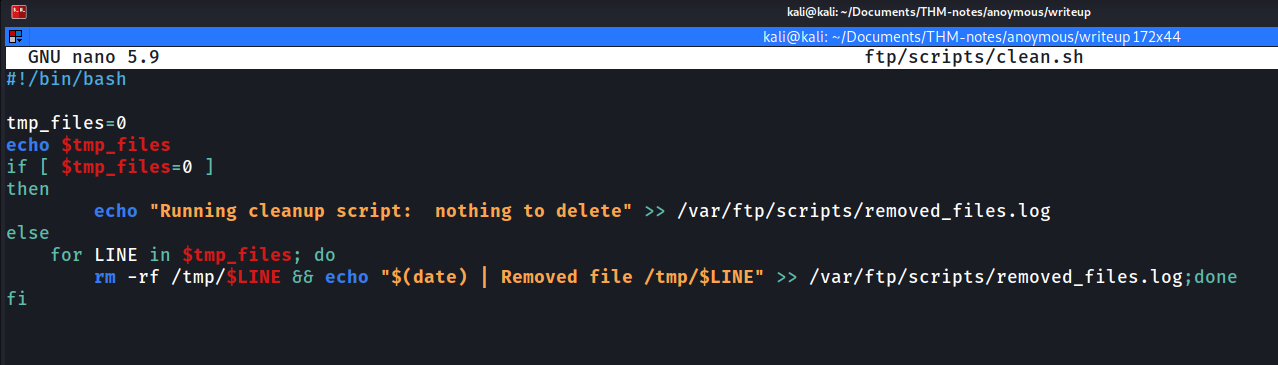 kali@kali: ~/Documents/THM-notes/anoymous/writeup
kali@kali: ~/Documents/THM-notes/anoymous/writeup 172x44
  GNU nano 5.9                                                                ftp/scripts/clean.sh
#!/bin/bash

tmp_files=0
echo $tmp_files
if [ $tmp_files=0 ]
then
        echo "Running cleanup script:  nothing to delete" >> /var/ftp/scripts/removed_files.log
else
    for LINE in $tmp_files; do
        rm -rf /tmp/$LINE && echo "$(date) | Removed file /tmp/$LINE" >> /var/ftp/scripts/removed_files.log;done
fi